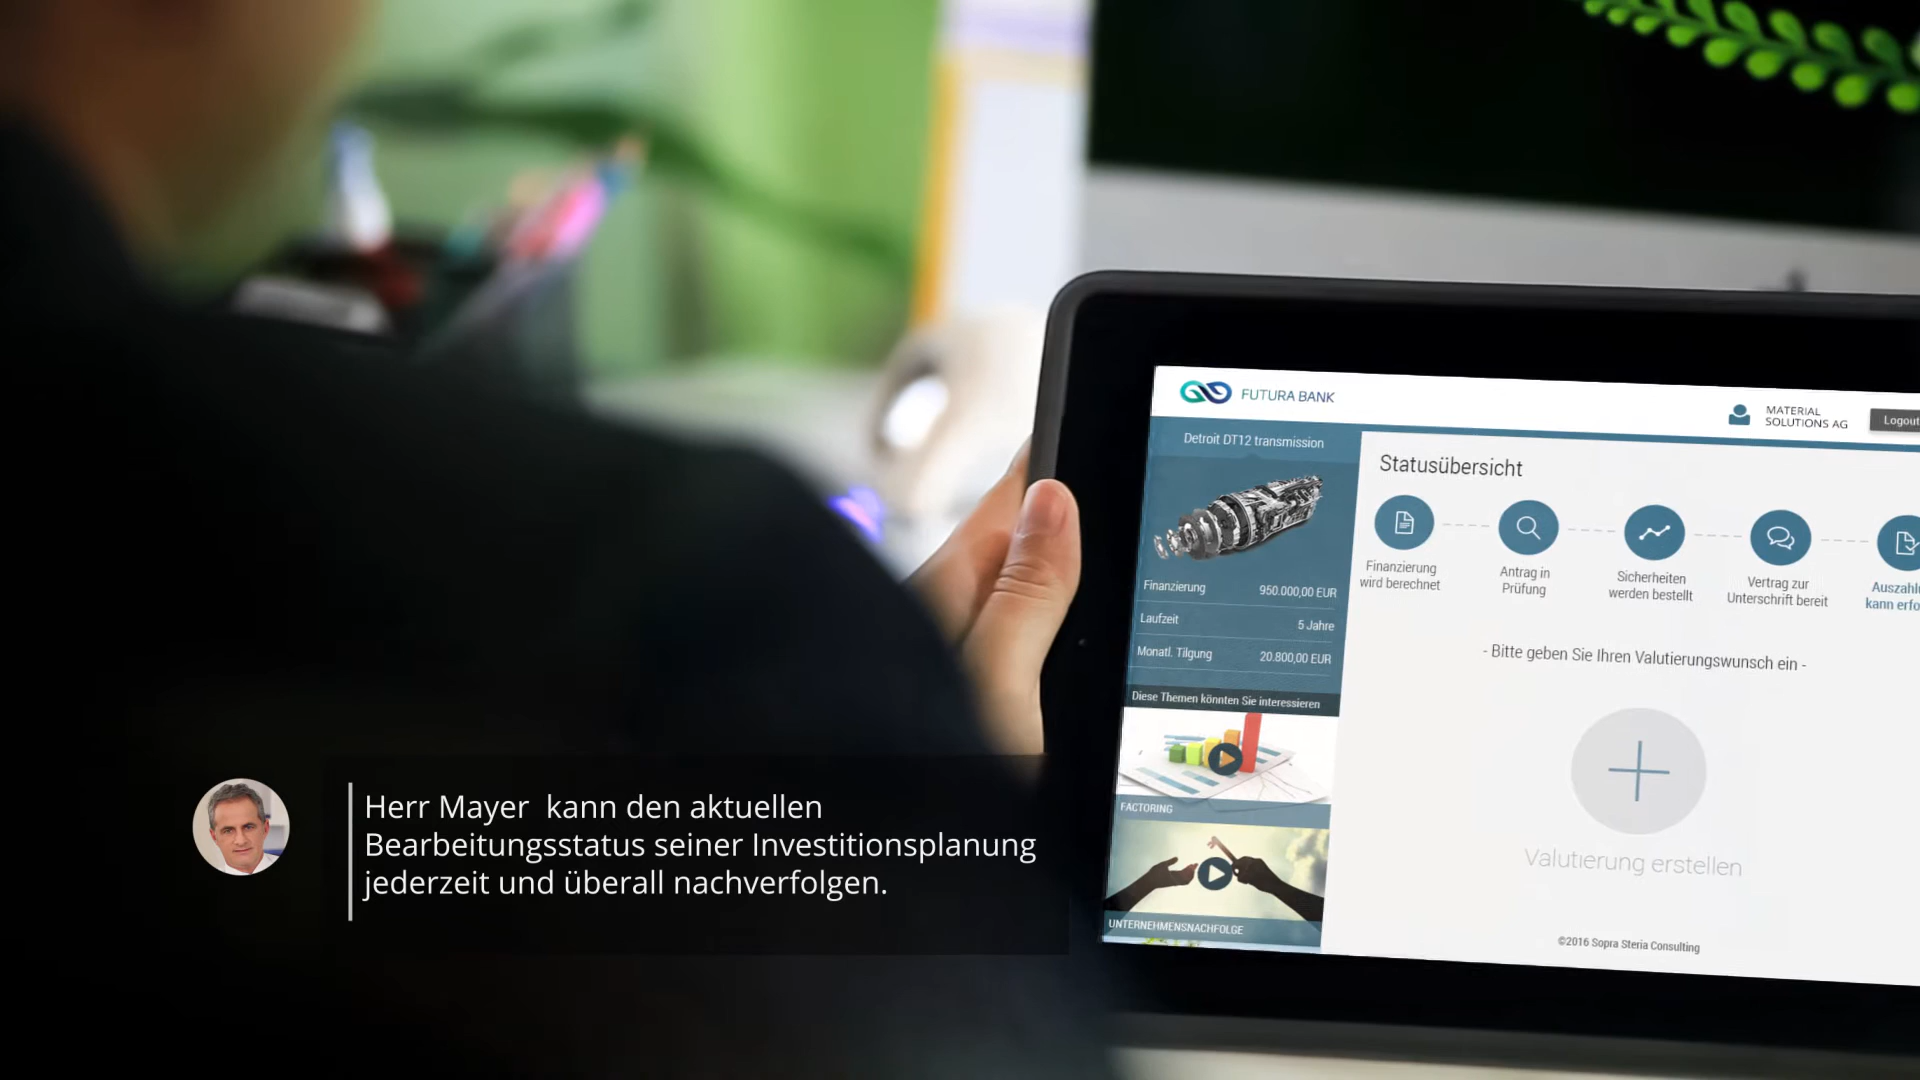 FUTURA BANK
MATERIAL
SOLUTIONS AG
Logout
Detroit DT12 transmission
Finanzierung 950.000,00 EUR
Laufzeit 5 Jahre
Monatl. Tilgung 20.800,00 EUR
Diese Themen könnten Sie interessieren
FACTORING
UNTERNEHMENSNACHFOLGE
Statusübersicht
Finanzierung
wird berechnet
Antrag in
Prüfung
Sicherheiten
werden bestellt
Vertrag zur
Unterschrift bereit
kann
- Bitte geben Sie Ihren Valutierungswunsch ein -
Valutierung erstellen
©2016 Sopra Steria Consulting
Herr Mayer kann den aktuellen
Bearbeitungsstatus seiner Investitionsplanung
jederzeit und überall nachverfolgen.